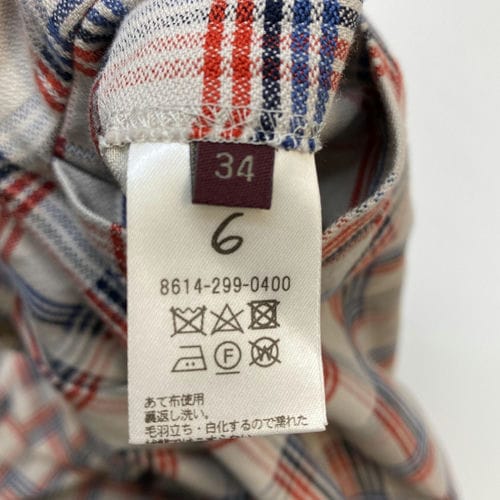 34
6
8614-299-0400
F
W
あて布使用
裏返し洗い。
毛羽立ち・白化するので濡れた